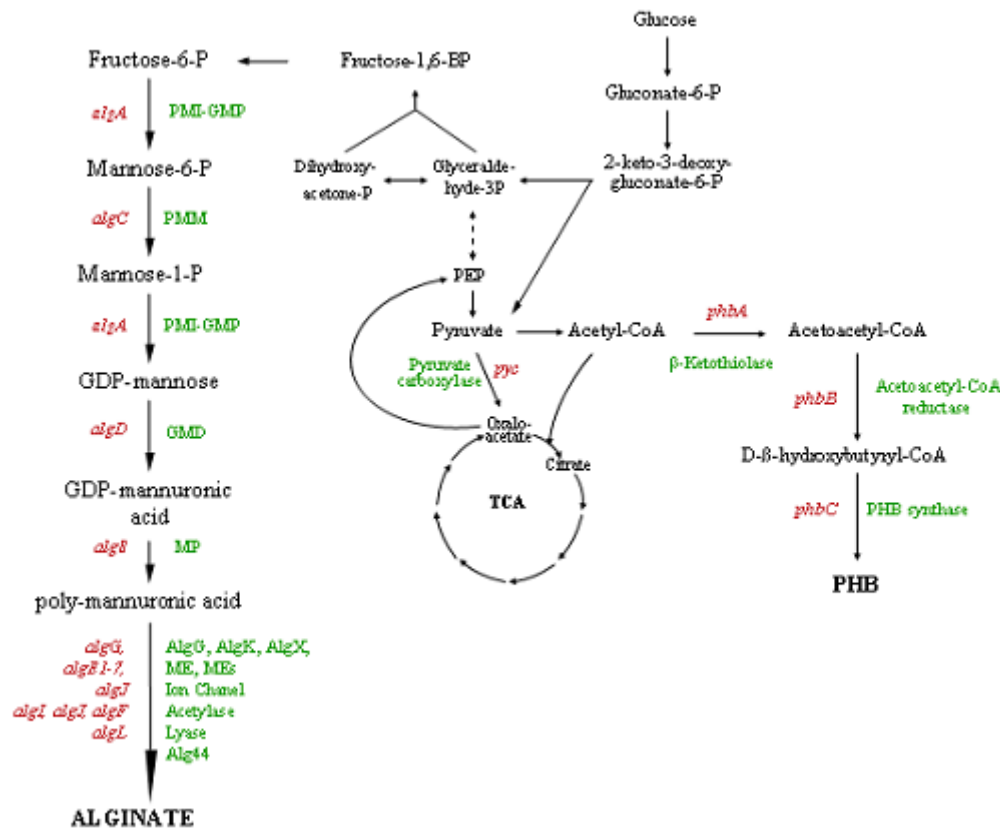 Glucose
Fructose-6-P
Fructose-1,6-BP
Gluconate-6-P
algA
PMI-GMP
Mannose-6-P
Dihydroxy-
acetone-P
Glyceralde-
hyde-3P
2-keto-3-deoxy-
gluconate-6-P
algC
PMM
Mannose-1-P
PEP
algA
PMI-GMP
Pyruvate
Acetyl-CoA
phbA
Acetoacetyl-CoA
Pyruvate
carboxylase
pyc
β-Ketothiolase
GDP-mannose
phbB
Acetoacetyl-CoA
reductase
algD
GMD
Oxalo-
acetate
Citrate
D-ß-hydroxybutyryl-CoA
GDP-mannuronic
acid
TCA
phbC
PHB synthase
alg8
MP
PHB
poly-mannuronic acid
algG,
AlgG, AlgK, AlgX,
algE1-7,
ME, MEs
algJ
Ion Chanel
algI, algJ, algF
Acetylase
algL
Lyase
Alg44
ALGINATE